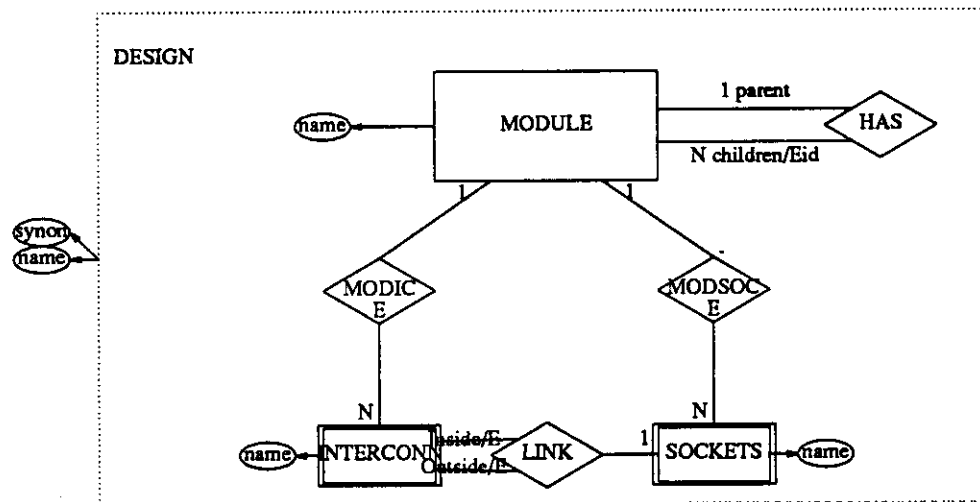 DESIGN
1 parent
name
MODULE
HAS
N children/Eid
1
1
synon
name
MODIC
E
MODSOC
E
N
N
name
INTERCONN
Outside/E
LINK
1
SOCKETS
name